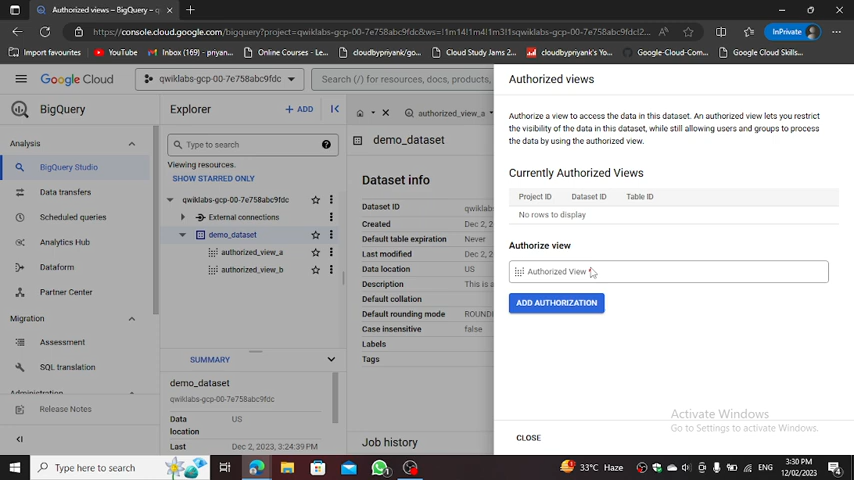 Authorized views – BigQuery – q
https://console.cloud.google.com/bigquery?project=qwiklabs-gcp-00-7e758abc9fdc&ws=!1m14!1m4!1m3!1sqwiklabs-gcp-00-7e758abc9fdc!2...
InPrivate
Import favourites
YouTube
Inbox (169) - priyan...
Online Courses - Le...
cloudbypriyank/go...
Cloud Study Jams 2...
cloudbypriyank's Yo...
Google-Cloud-Com...
Google Cloud Skills...
Google Cloud
qwiklabs-gcp-00-7e758abc9fdc
Search (/) for resources, docs, products,
BigQuery
Analysis
BigQuery Studio
Data transfers
Scheduled queries
Analytics Hub
Dataform
Partner Center
Migration
Assessment
SQL translation
Administration
Release Notes
Explorer
+ ADD
Type to search
Viewing resources.
SHOW STARRED ONLY
qwiklabs-gcp-00-7e758abc9fdc
External connections
demo_dataset
authorized_view_a
authorized_view_b
SUMMARY
demo_dataset
qwiklabs-gcp-00-7e758abc9fdc
Data location
US
Last
Dec 2, 2023, 3:24:39 PM
authorized_view_a
demo_dataset
Dataset info
Dataset ID qwiklabs
Created Dec 2, 2
Default table expiration Never
Last modified Dec 2, 2
Data location US
Description This is a
Default collation
Default rounding mode ROUNDI
Case insensitive false
Labels
Tags
Job history
Authorized views
Authorize a view to access the data in this dataset. An authorized view lets you restrict
the visibility of the data in this dataset, while still allowing users and groups to process
the data by using the authorized view.
Currently Authorized Views
Project ID Dataset ID Table ID
No rows to display
Authorize view
Authorized View *
ADD AUTHORIZATION
CLOSE
Activate Windows
Go to Settings to activate Windows.
Type here to search
33°C Haze
ENG
3:30 PM
12/02/2023
4